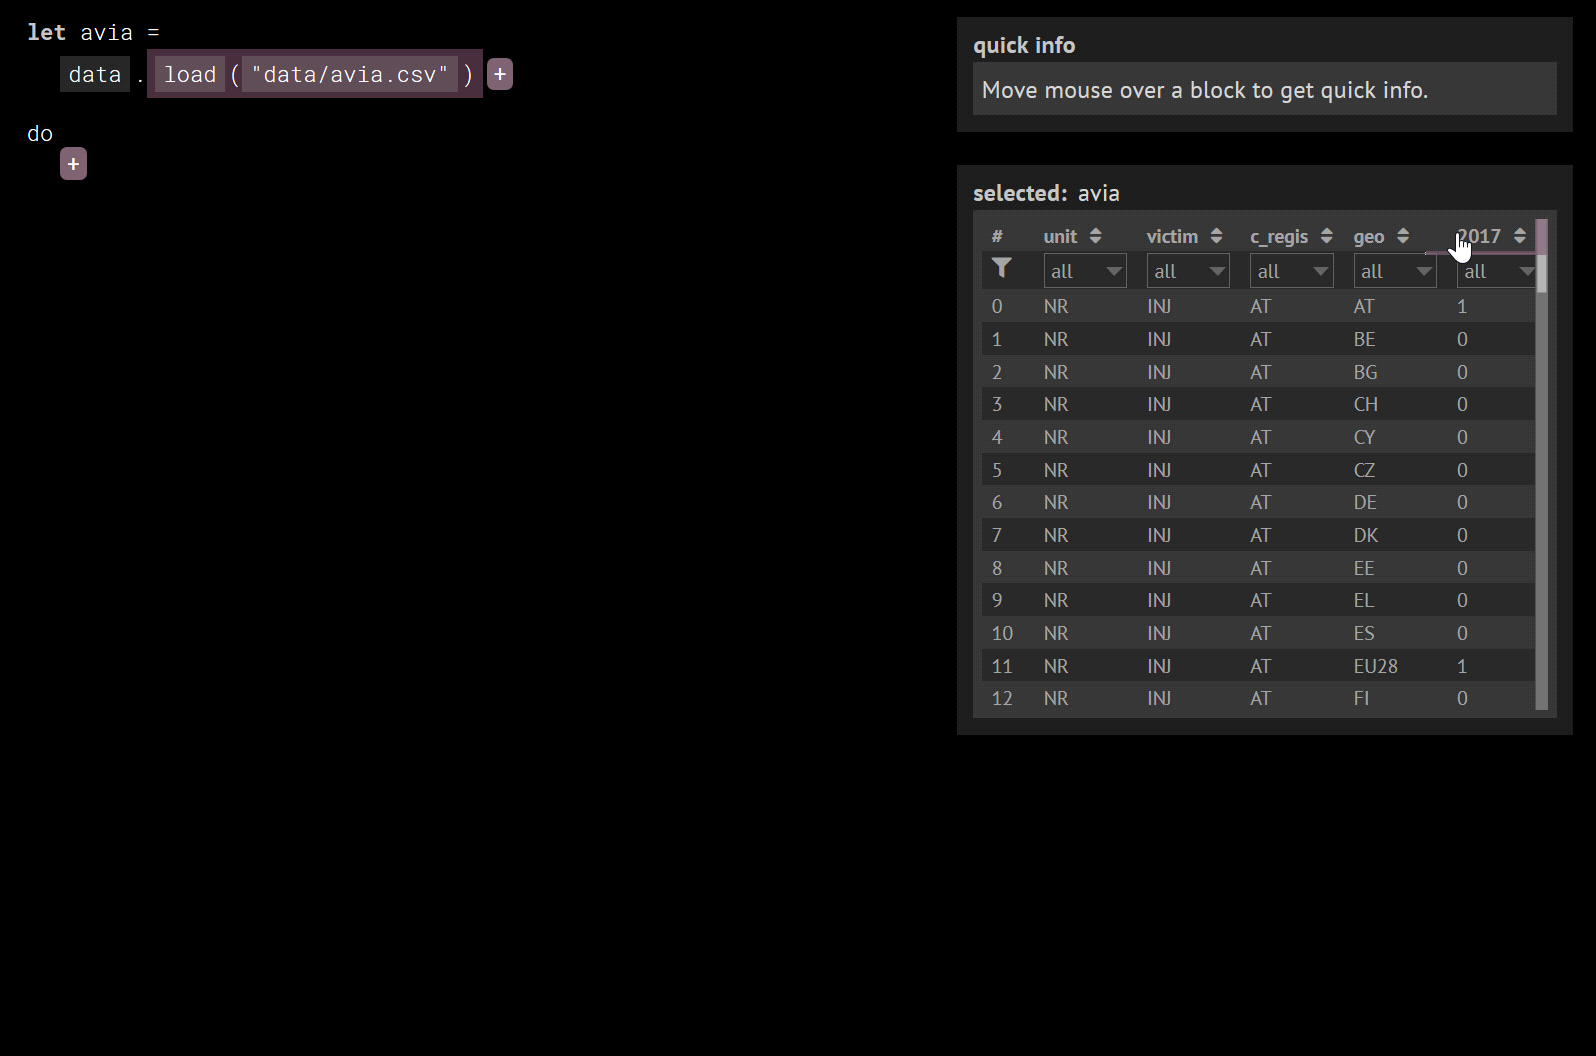 let avia =
data . load ( "data/avia.csv" ) +
do
+
quick info
Move mouse over a block to get quick info.
selected: avia
# unit victim c_regis geo 2017
all all all all all
0 NR INJ AT AT 1
1 NR INJ AT BE 0
2 NR INJ AT BG 0
3 NR INJ AT CH 0
4 NR INJ AT CY 0
5 NR INJ AT CZ 0
6 NR INJ AT DE 0
7 NR INJ AT DK 0
8 NR INJ AT EE 0
9 NR INJ AT EL 0
10 NR INJ AT ES 0
11 NR INJ AT EU28 1
12 NR INJ AT FI 0